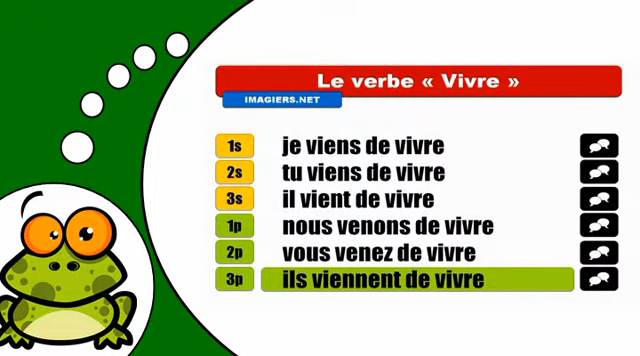 Le verbe « Vivre »
IMAGIERS.NET
1s je viens de vivre
2s tu viens de vivre
3s il vient de vivre
1p nous venons de vivre
2p vous venez de vivre
3p ils viennent de vivre